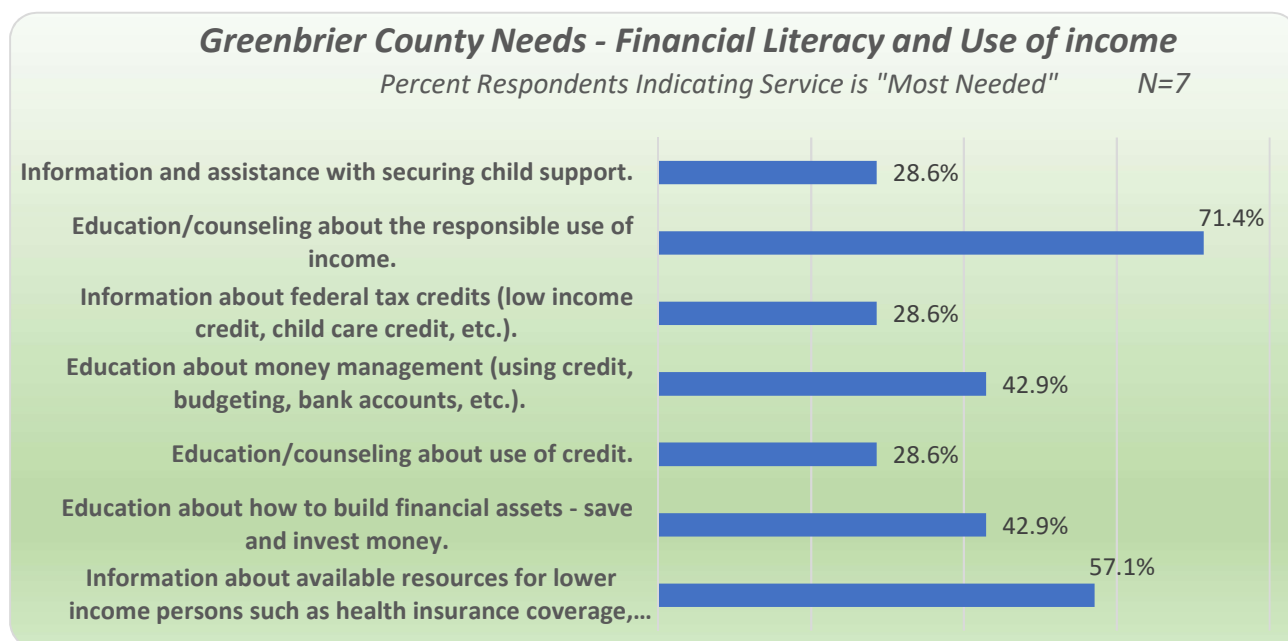 Greenbrier County Needs - Financial Literacy and Use of income
Percent Respondents Indicating Service is "Most Needed" N=7
Information and assistance with securing child support.
28.6%
Education/counseling about the responsible use of
income.
71.4%
Information about federal tax credits (low income
credit, child care credit, etc.).
28.6%
Education about money management (using credit,
budgeting, bank accounts, etc.).
42.9%
Education/counseling about use of credit.
28.6%
Education about how to build financial assets - save
and invest money.
42.9%
Information about available resources for lower
income persons such as health insurance coverage,...
57.1%